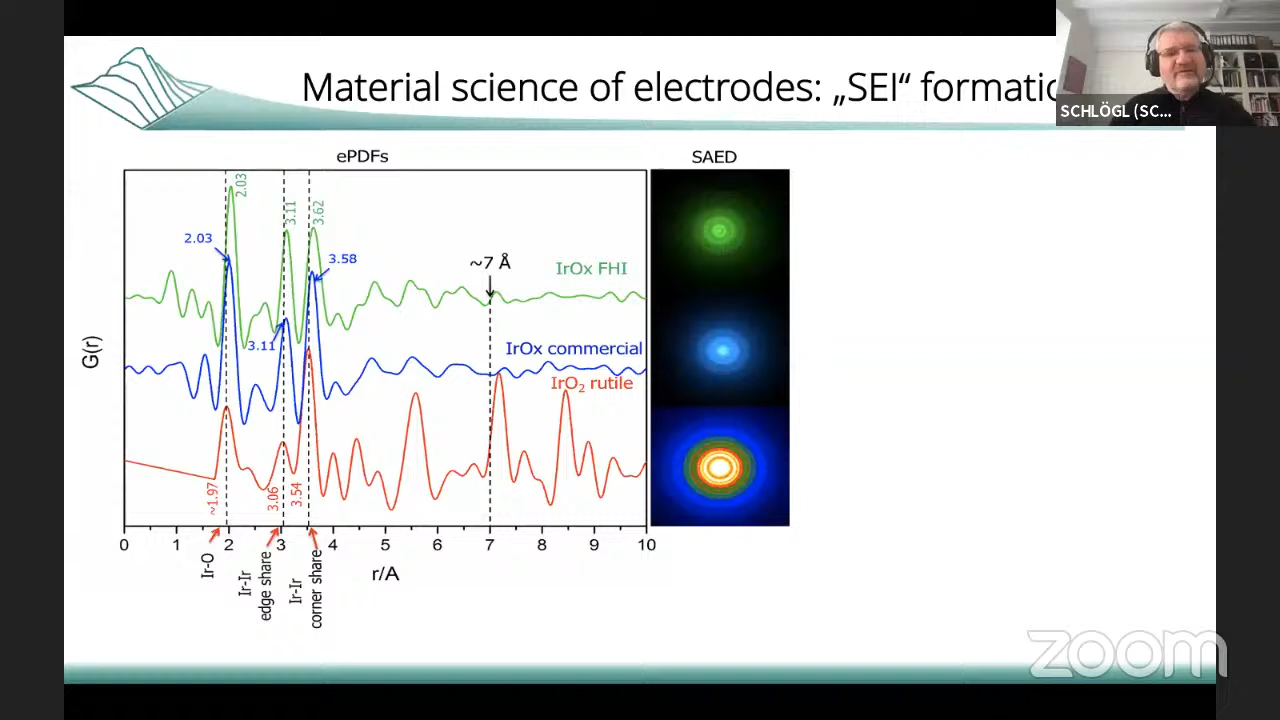 Material science of electrodes: „SEI“ formatio
SCHLÖGL (SC...
ePDFs
SAED
2.03
3.11
3.62
2.03
3.58
~7 Å
IrOx FHI
3.11
IrOx commercial
IrO₂ rutile
G(r)
~1.97
3.06
3.54
0 1 2 3 4 5 6 7 8 9 10
r/A
Ir-O
Ir-Ir
edge share
Ir-Ir
corner share
zoom